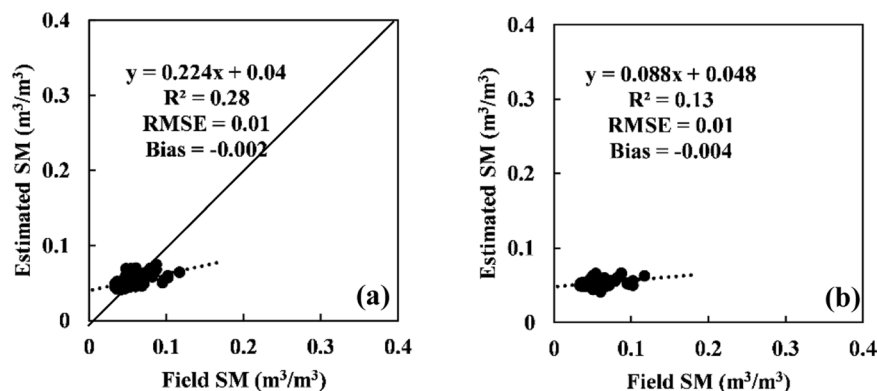 0.4
0.3
0.2
0.1
0
Estimated SM (m³/m³)
y = 0.224x + 0.04
R² = 0.28
RMSE = 0.01
Bias = -0.002
(a)
0 0.1 0.2 0.3 0.4
Field SM (m³/m³)
0.4
0.3
0.2
0.1
0
Estimated SM (m³/m³)
y = 0.088x + 0.048
R² = 0.13
RMSE = 0.01
Bias = -0.004
(b)
0 0.1 0.2 0.3 0.4
Field SM (m³/m³)